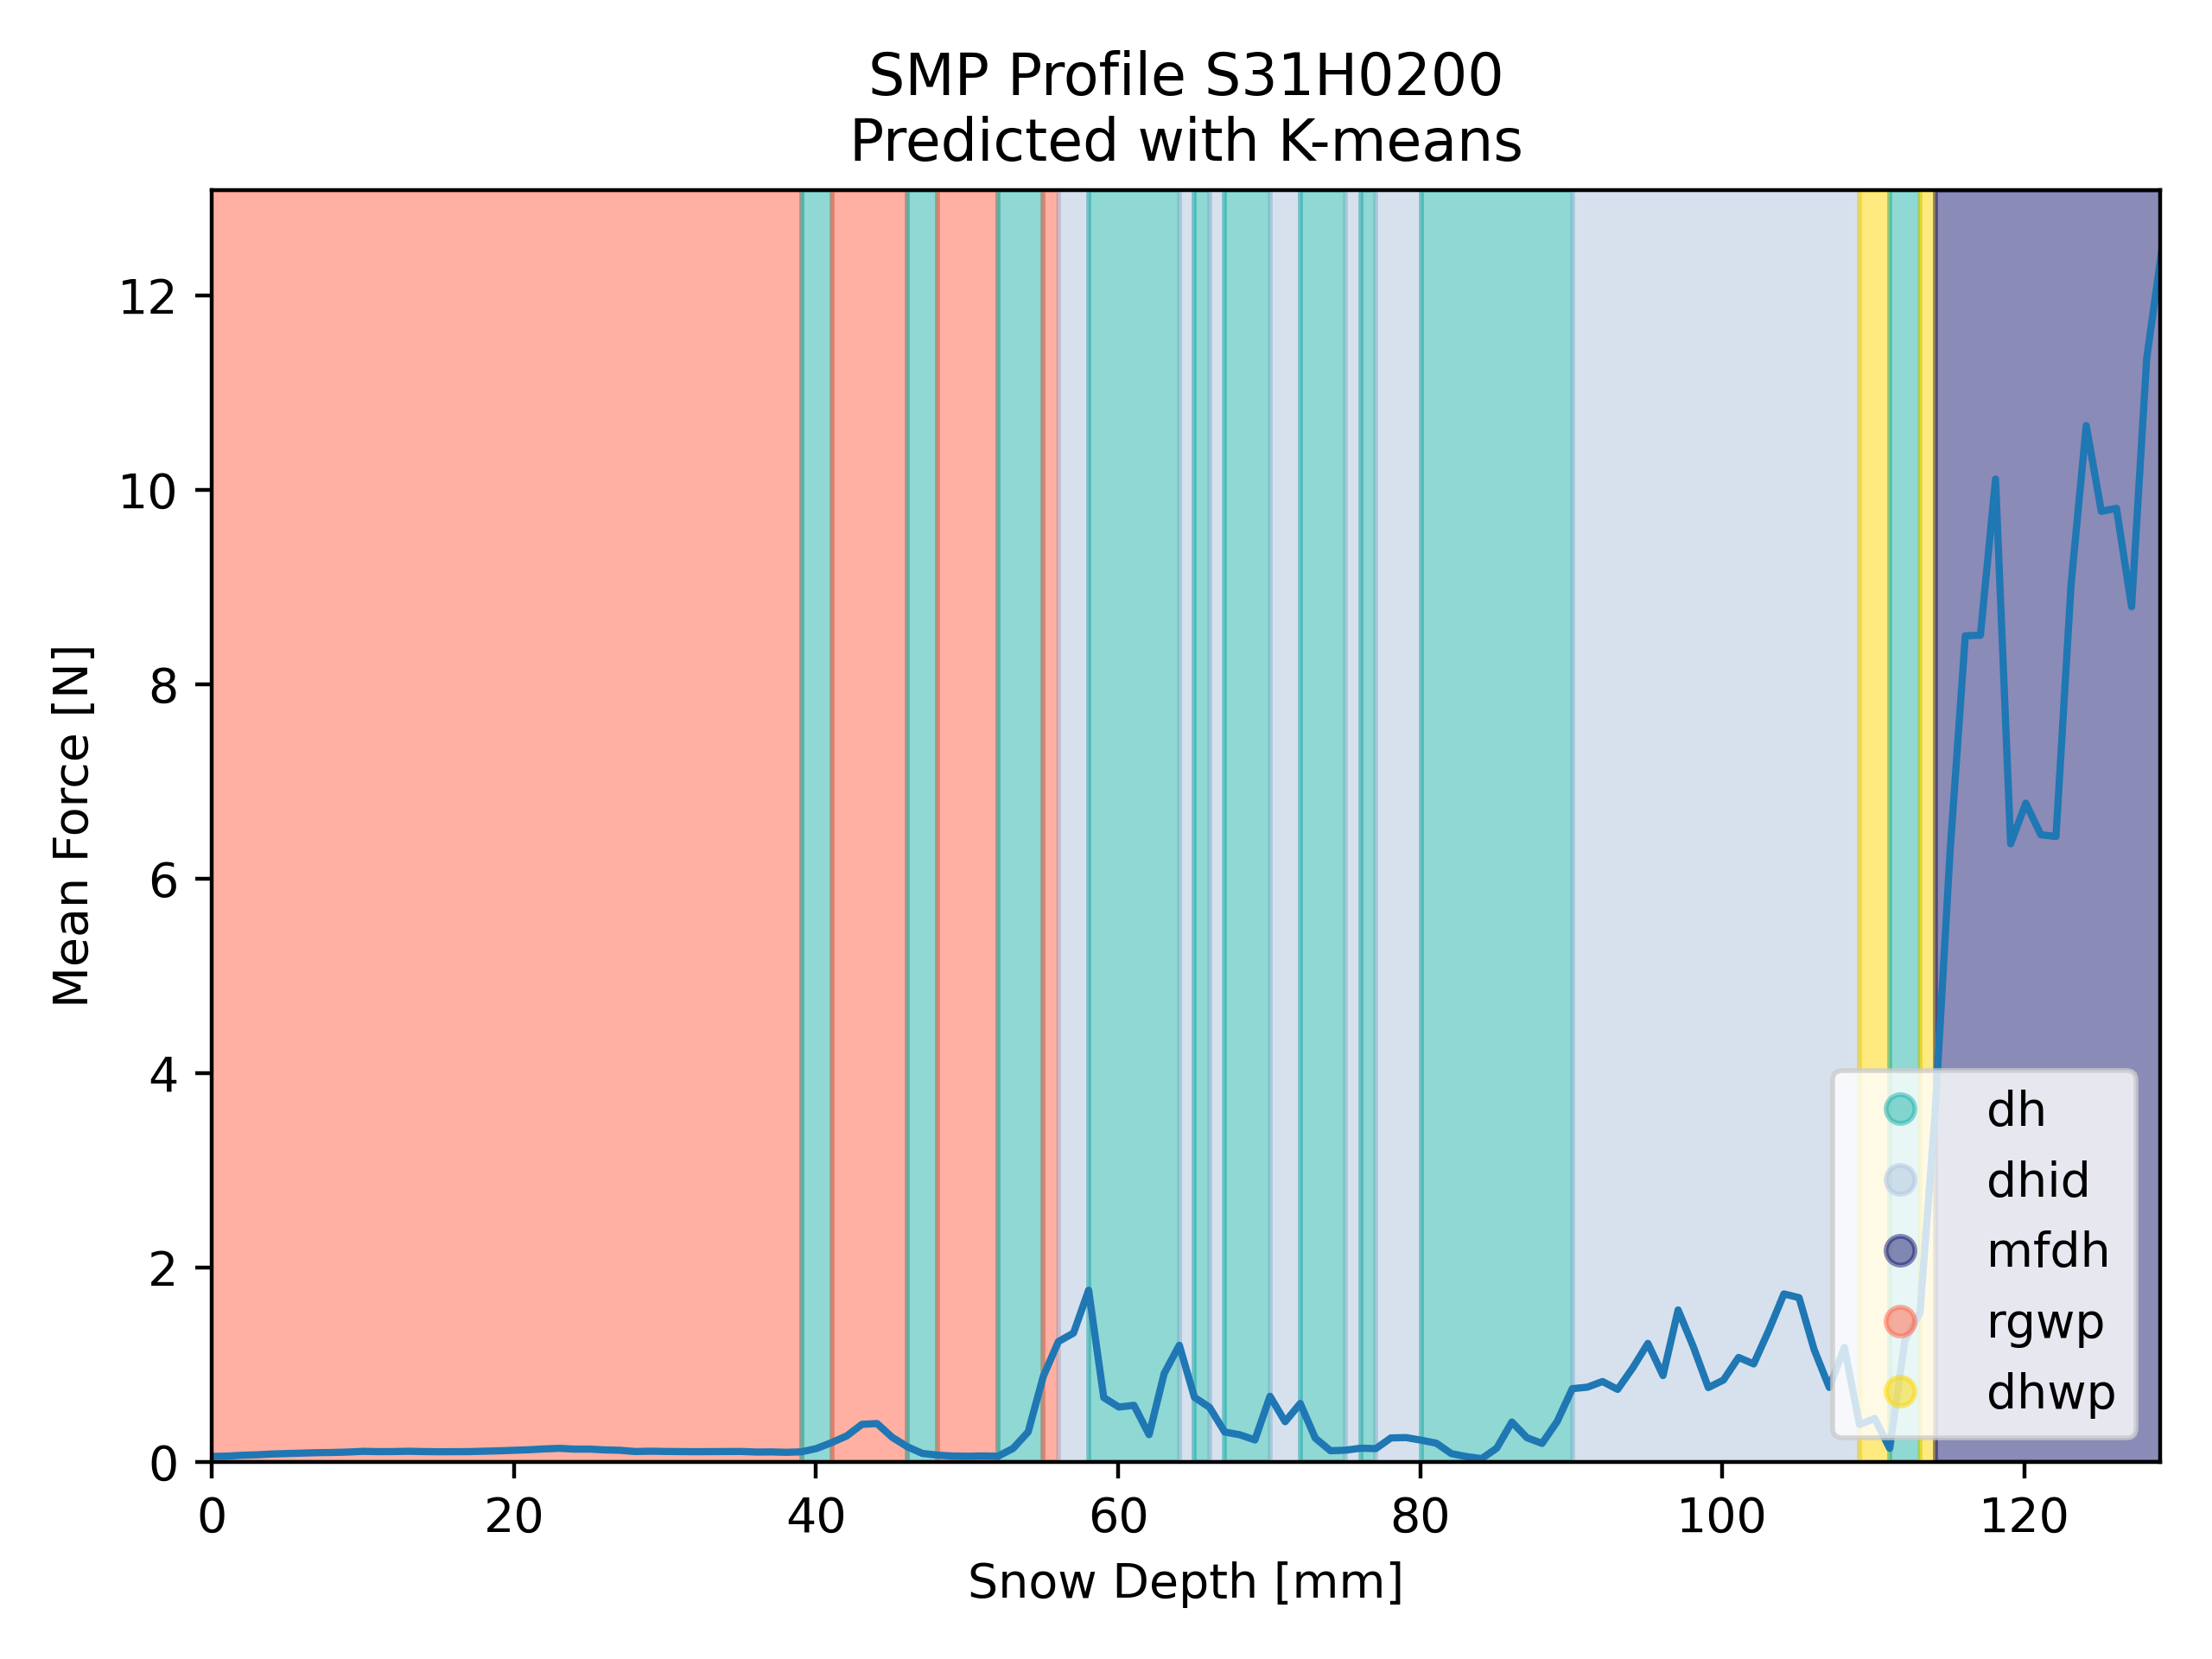 SMP Profile S31H0200
Predicted with K-means
Mean Force [N]
12
10
8
6
4
2
0
dh
dhid
mfdh
rgwp
dhwp
0 20 40 60 80 100 120
Snow Depth [mm]